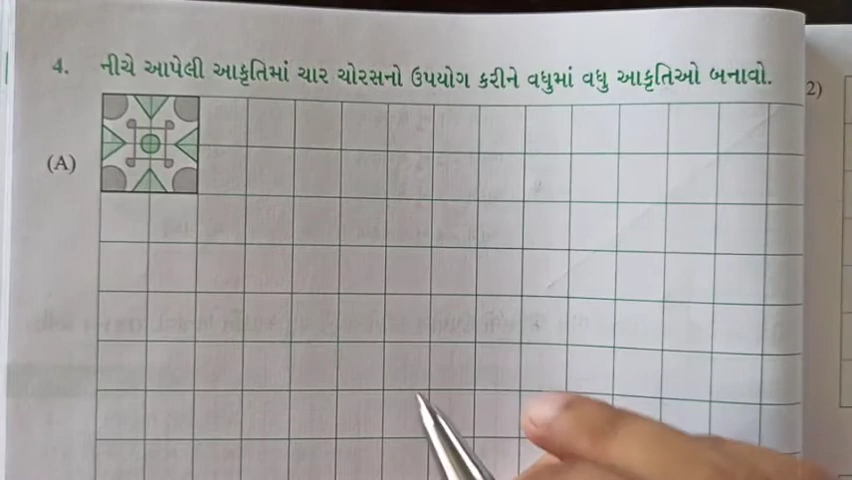 4. નીચે આપેલી આકૃતિમાં ચાર ચોરસનો ઉપયોગ કરીને વધુમાં વધુ આકૃતિઓ બનાવો.
2)
(A)